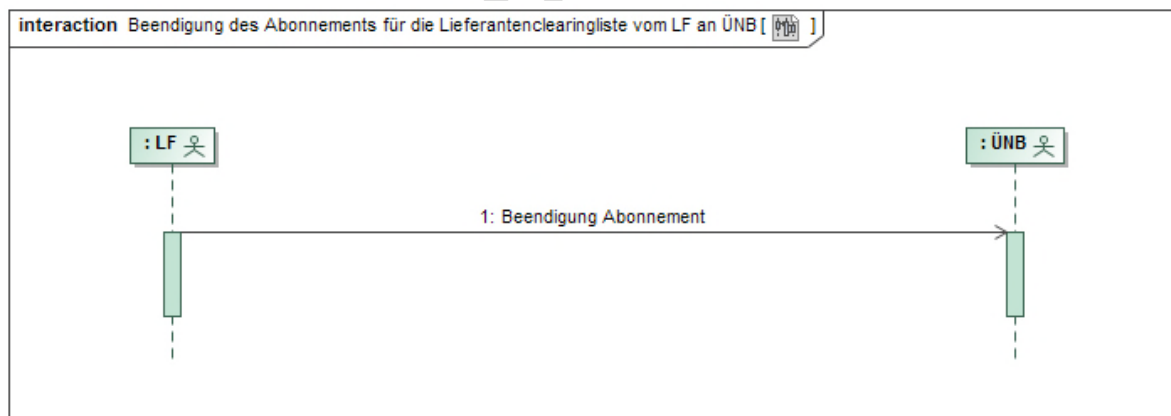 interaction Beendigung des Abonnements für die Lieferantenclearingliste vom LF an ÜNB [ ]
: LF
: ÜNB
1: Beendigung Abonnement